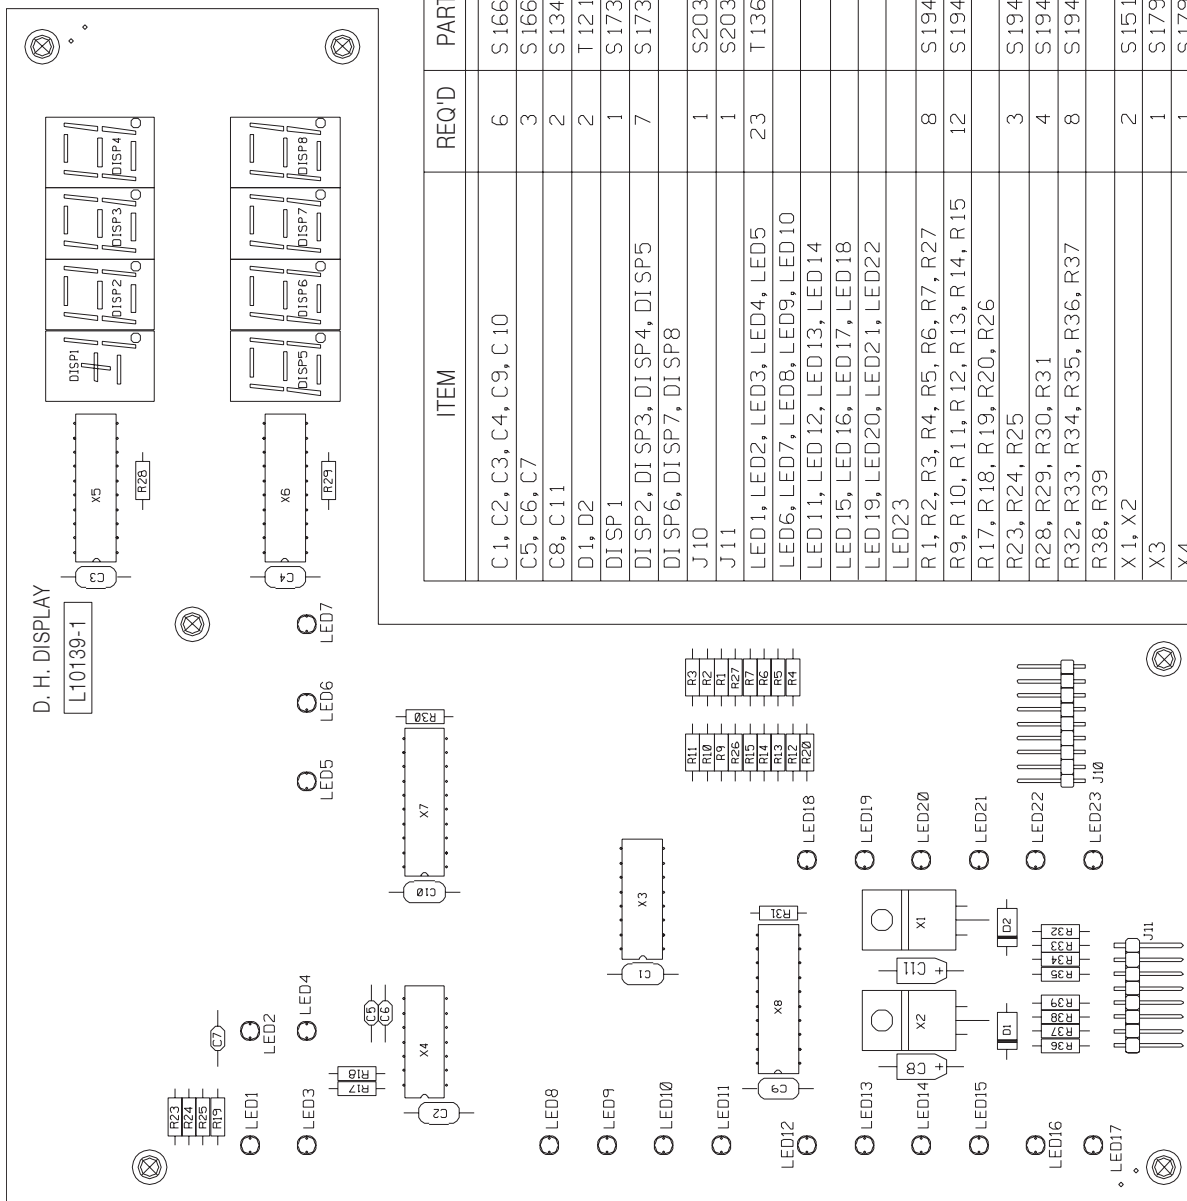 D. H. DISPLAY
L10139-1
DISP4
DISP3
DISP2
DISP1
DISP8
DISP7
DISP6
DISP5
X5
R28
X6
R29
C3
C4
LED7
LED6
LED5
R30
X7
C10
LED2
LED4
C7
C5
C6
X4
R18
R17
C2
R23
R24
R25
R19
LED1
LED3
R3
R2
R1
R27
R7
R6
R5
R4
R11
R10
R9
R26
R15
R14
R13
R12
R20
X3
C1
R31
X8
C9
LED18
LED19
LED20
LED21
LED22
LED23
J10
X1
C11 +
X2
C8 +
D2
D1
R32
R33
R34
R35
R39
R38
R37
R36
J11
LED8
LED9
LED10
LED11
LED12
LED13
LED14
LED15
LED16
LED17
ITEM REQ'D PART
C1, C2, C3, C4, C9, C10 6 S166
C5, C6, C7 3 S166
C8, C11 2 S134
D1, D2 2 T121
DISP1 1 S173
DISP2, DISP3, DISP4, DISP5 7 S173
DISP6, DISP7, DISP8
J10 1 S203
J11 1 S203
LED1, LED2, LED3, LED4, LED5 23 T136
LED6, LED7, LED8, LED9, LED10
LED11, LED12, LED13, LED14
LED15, LED16, LED17, LED18
LED19, LED20, LED21, LED22
LED23
R1, R2, R3, R4, R5, R6, R7, R27 8 S194
R9, R10, R11, R12, R13, R14, R15 12 S194
R17, R18, R19, R20, R26
R23, R24, R25 3 S194
R28, R29, R30, R31 4 S194
R32, R33, R34, R35, R36, R37 8 S194
R38, R39
X1, X2 2 S151
X3 1 S179
X4 1 S179